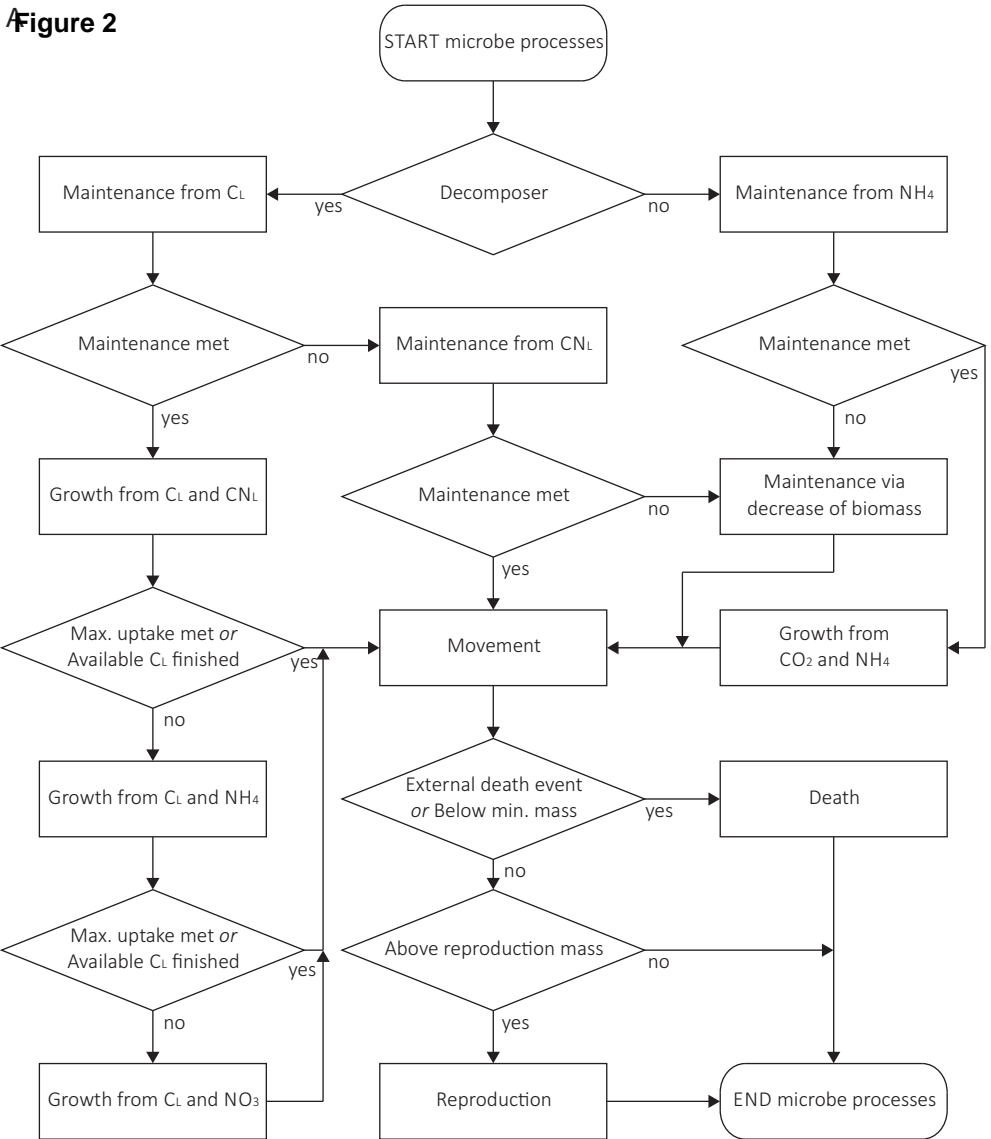 A
Figure 2
START microbe processes
Maintenance from CL
yes
Decomposer
no
Maintenance from NH4
Maintenance met
no
Maintenance from CNL
Maintenance met
yes
yes
no
Growth from CL and CNL
Maintenance met
no
Maintenance via
decrease of biomass
yes
Max. uptake met or
Available CL finished
yes
Movement
Growth from
CO2 and NH4
no
Growth from CL and NH4
External death event
or Below min. mass
yes
Death
no
Max. uptake met or
Available CL finished
yes
Above reproduction mass
no
no
yes
Growth from CL and NO3
Reproduction
END microbe processes